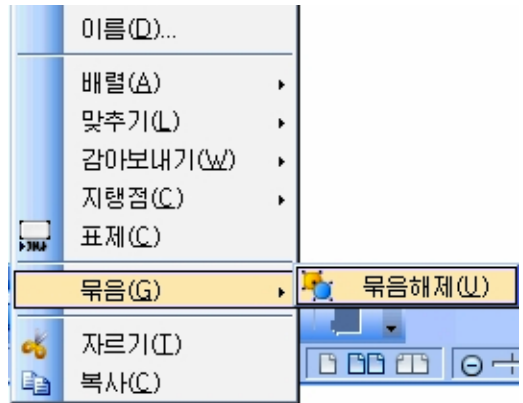 이름(D)...
배렬(A)
맞추기(L)
감아보내기(W)
지탱점(C)
표제(C)
묶음(G)
묶음해제(U)
자르기(T)
복사(C)